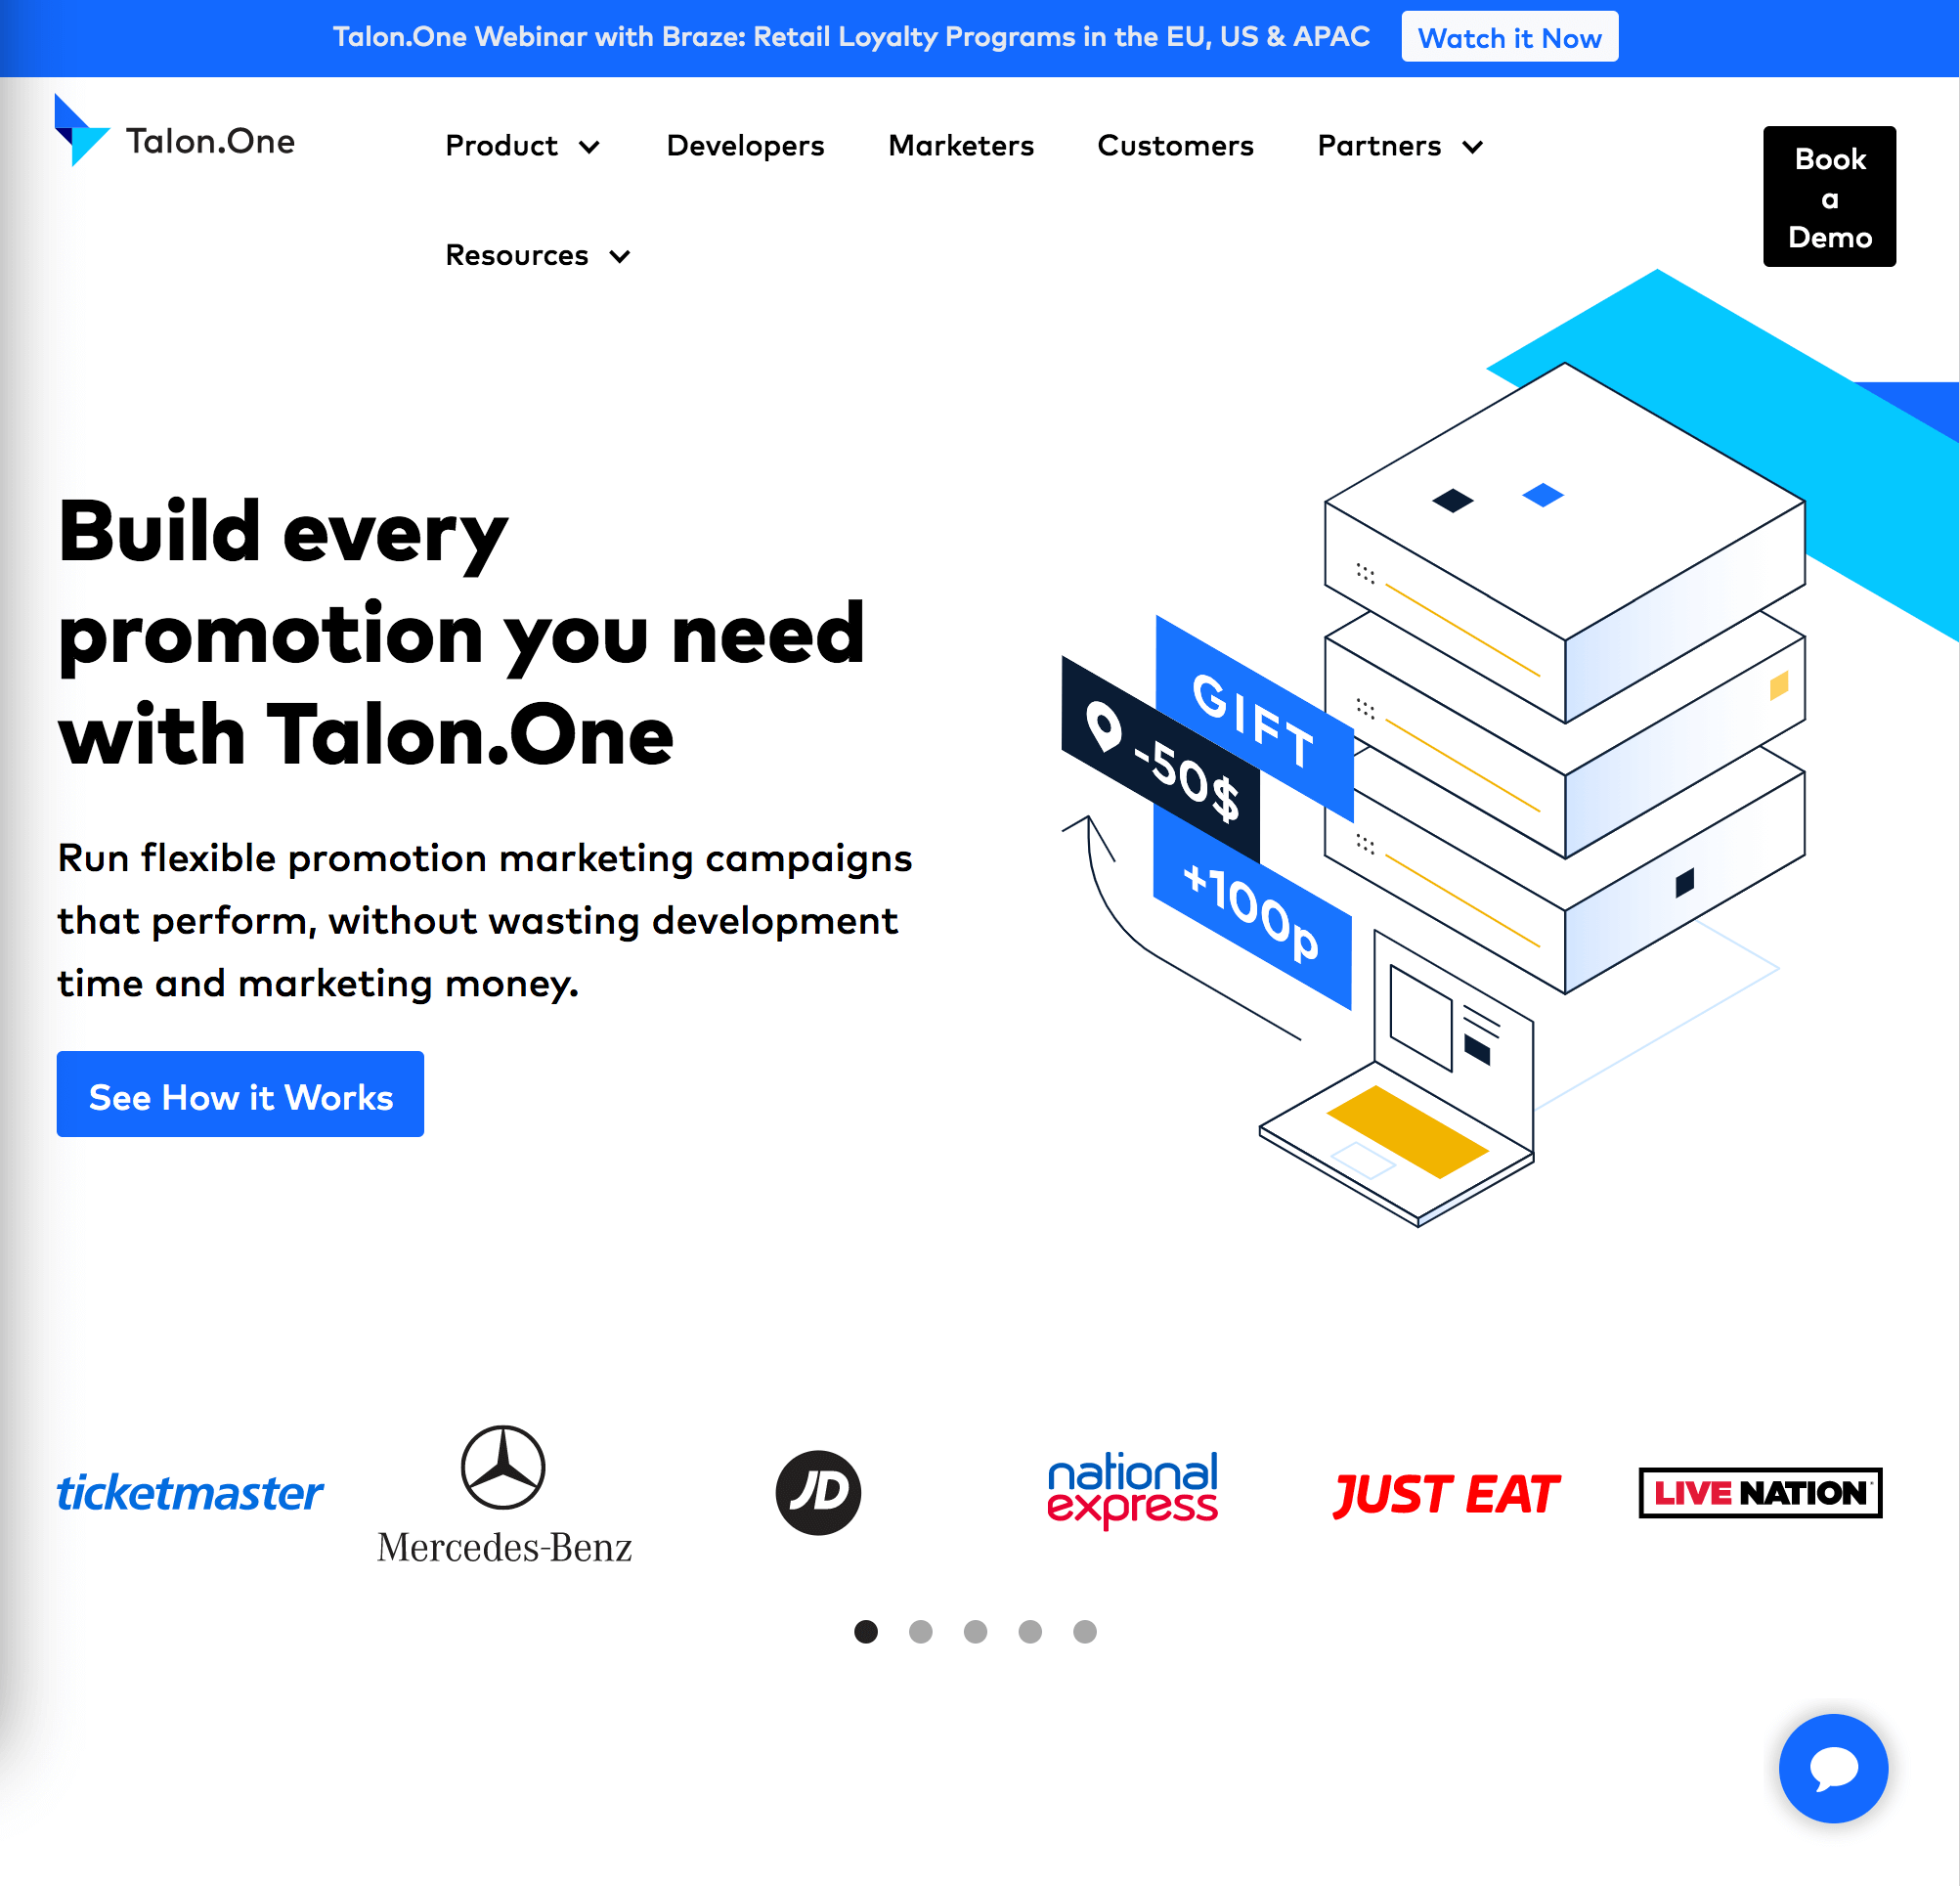 Talon.One Webinar with Braze: Retail Loyalty Programs in the EU, US & APAC
Watch it Now
Talon.One
Product
Developers
Marketers
Customers
Partners
Resources
Book
a
Demo
Build every
promotion you need
with Talon.One
Run flexible promotion marketing campaigns
that perform, without wasting development
time and marketing money.
See How it Works
GIFT
-50$
+100p
ticketmaster
Mercedes-Benz
JD
national
express
JUST EAT
LIVE NATION